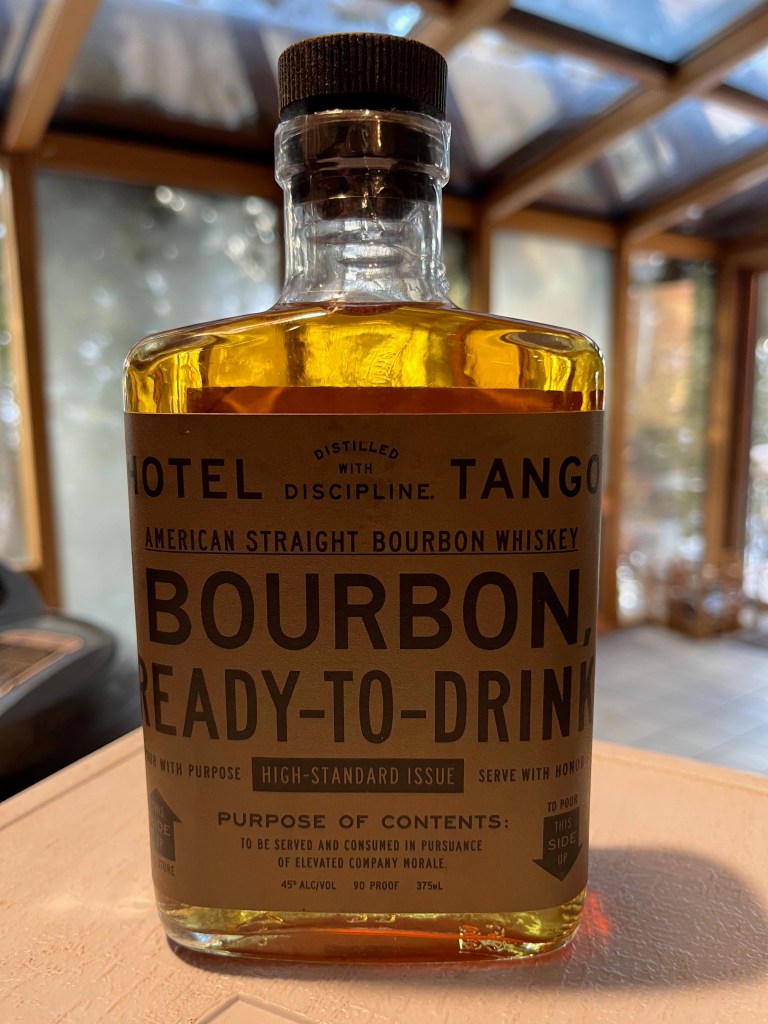 HOTEL DISTILLED WITH DISCIPLINE. TANGO
AMERICAN STRAIGHT BOURBON WHISKEY
BOURBON,
READY-TO-DRINK
WITH PURPOSE HIGH-STANDARD ISSUE SERVE WITH HONOR
TO POUR
THIS
SIDE
UP
SIDE
UP
PURPOSE OF CONTENTS:
TO BE SERVED AND CONSUMED IN PURSUANCE
OF ELEVATED COMPANY MORALE.
45% ALC/VOL 90 PROOF 375mL